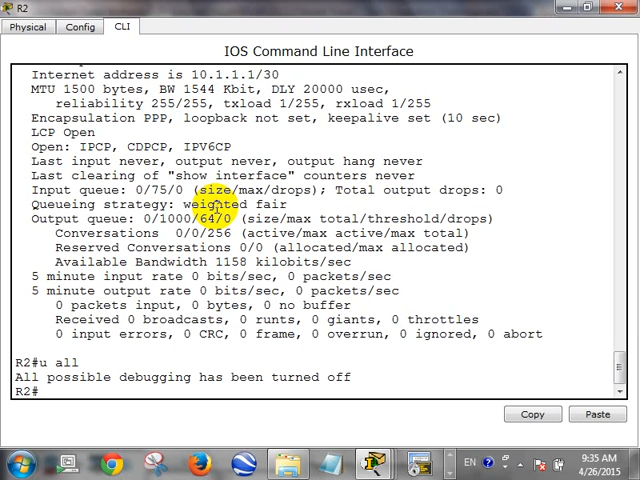 R2
Physical Config CLI
IOS Command Line Interface
Internet address is 10.1.1.1/30
MTU 1500 bytes, BW 1544 Kbit, DLY 20000 usec,
reliability 255/255, txload 1/255, rxload 1/255
Encapsulation PPP, loopback not set, keepalive set (10 sec)
LCP Open
Open: IPCP, CDPCP, IPV6CP
Last input never, output never, output hang never
Last clearing of "show interface" counters never
Input queue: 0/75/0 (size/max/drops); Total output drops: 0
Queueing strategy: weighted fair
Output queue: 0/1000/64/0 (size/max total/threshold/drops)
Conversations 0/0/256 (active/max active/max total)
Reserved Conversations 0/0 (allocated/max allocated)
Available Bandwidth 1158 kilobits/sec
5 minute input rate 0 bits/sec, 0 packets/sec
5 minute output rate 0 bits/sec, 0 packets/sec
0 packets input, 0 bytes, 0 no buffer
Received 0 broadcasts, 0 runts, 0 giants, 0 throttles
0 input errors, 0 CRC, 0 frame, 0 overrun, 0 ignored, 0 abort
R2#u all
All possible debugging has been turned off
R2#
Copy Paste
EN 9:35 AM
4/26/2015